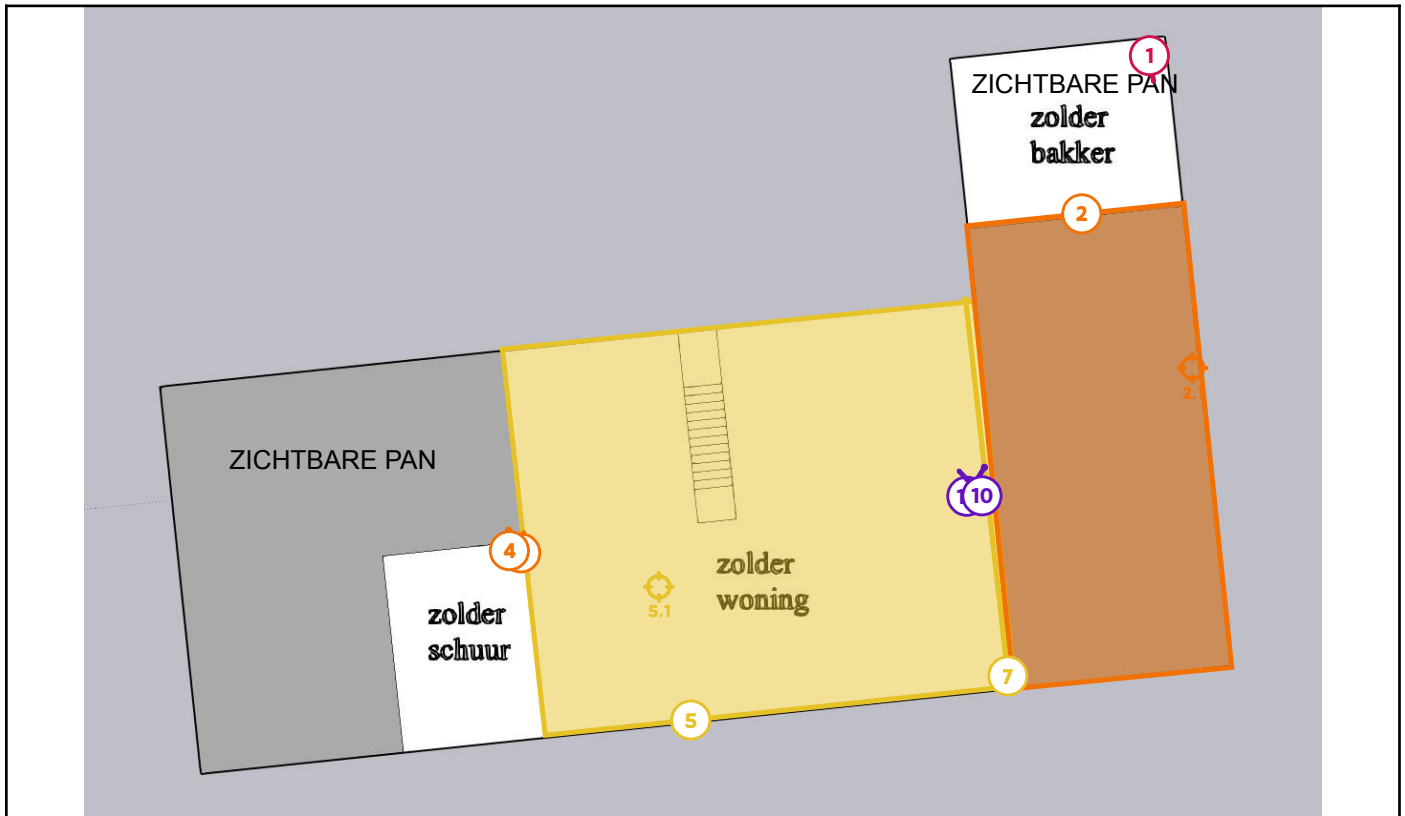 1
ZICHTBARE PAN
zolder
bakker
2
2.1
ZICHTBARE PAN
10
4
zolder
woning
5.1
zolder
schuur
7
5